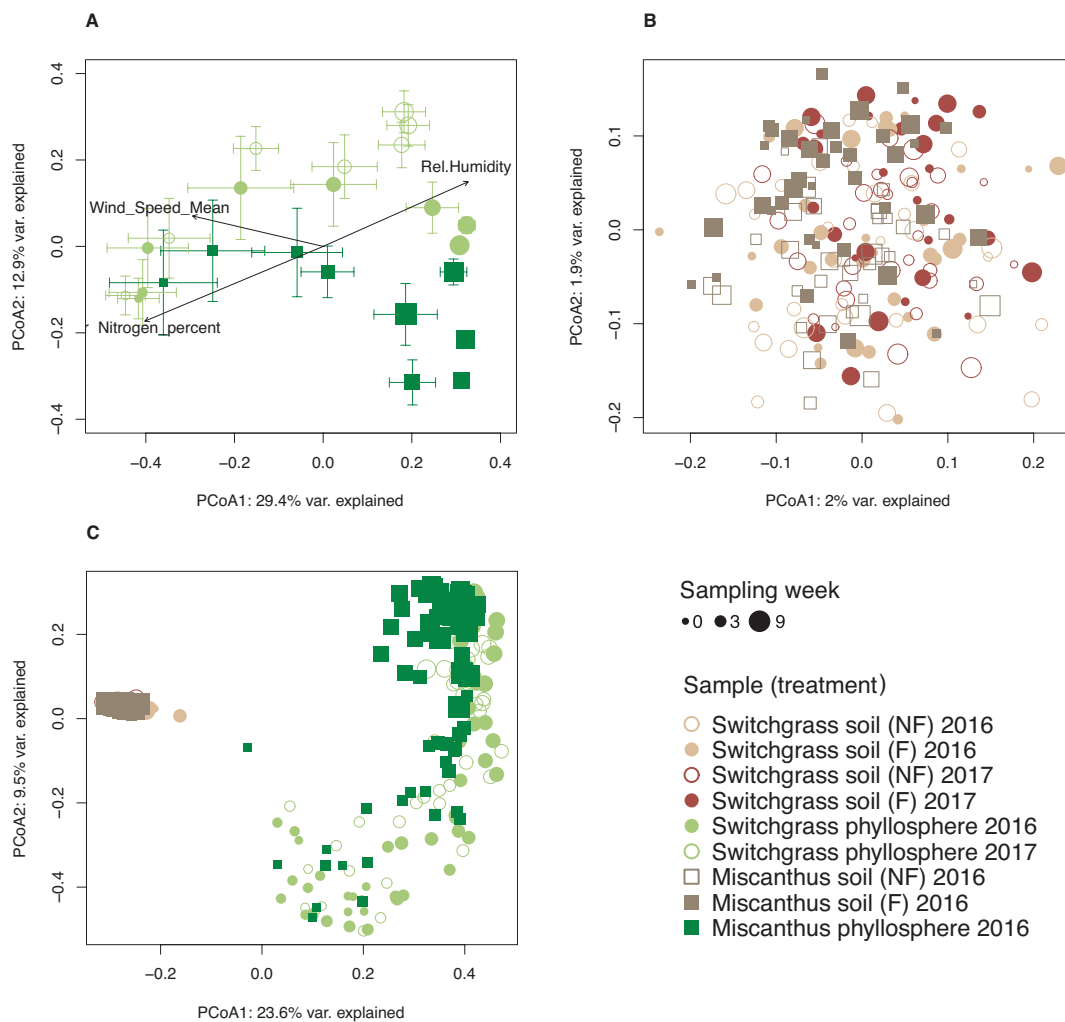 A
0.4
0.2
0.0
−0.2
−0.4
PCoA2: 12.9% var. explained
Rel.Humidity
Wind_Speed_Mean
Nitrogen_percent
−0.4
−0.2
0.0
0.2
0.4
PCoA1: 29.4% var. explained
B
0.1
0.0
−0.1
−0.2
PCoA2: 1.9% var. explained
−0.2
−0.1
0.0
0.1
0.2
PCoA1: 2% var. explained
C
0.2
0.0
−0.2
−0.4
PCoA2: 9.5% var. explained
−0.2
0.0
0.2
0.4
PCoA1: 23.6% var. explained
Sampling week
0 3 9
Sample (treatment)
Switchgrass soil (NF) 2016
Switchgrass soil (F) 2016
Switchgrass soil (NF) 2017
Switchgrass soil (F) 2017
Switchgrass phyllosphere 2016
Switchgrass phyllosphere 2017
Miscanthus soil (NF) 2016
Miscanthus soil (F) 2016
Miscanthus phyllosphere 2016